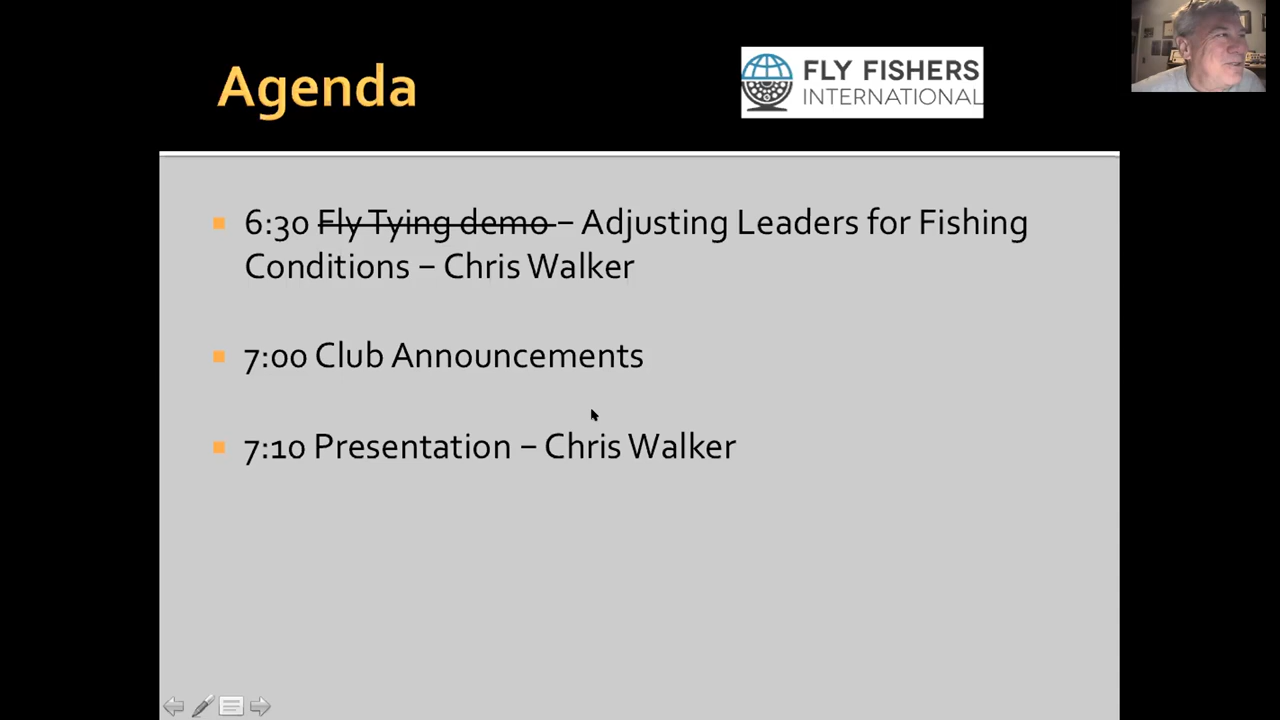 Agenda
FLY FISHERS
INTERNATIONAL
6:30 Fly Tying demo – Adjusting Leaders for Fishing
Conditions – Chris Walker
7:00 Club Announcements
7:10 Presentation – Chris Walker